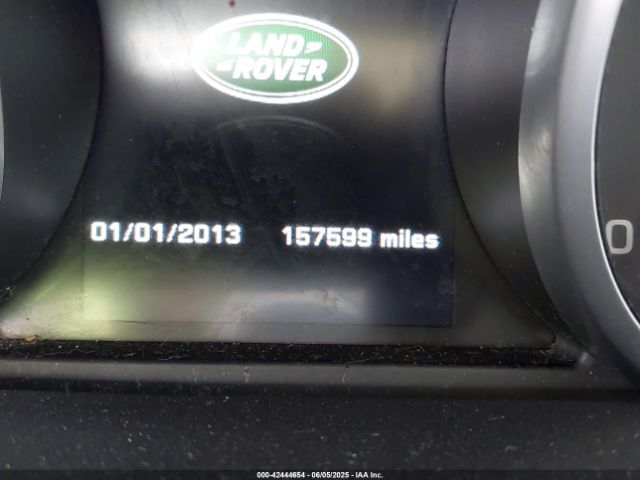 LAND
ROVER
01/01/2013 157599 miles
0
000-42444654 | 06/05/2025 - IAA Inc.